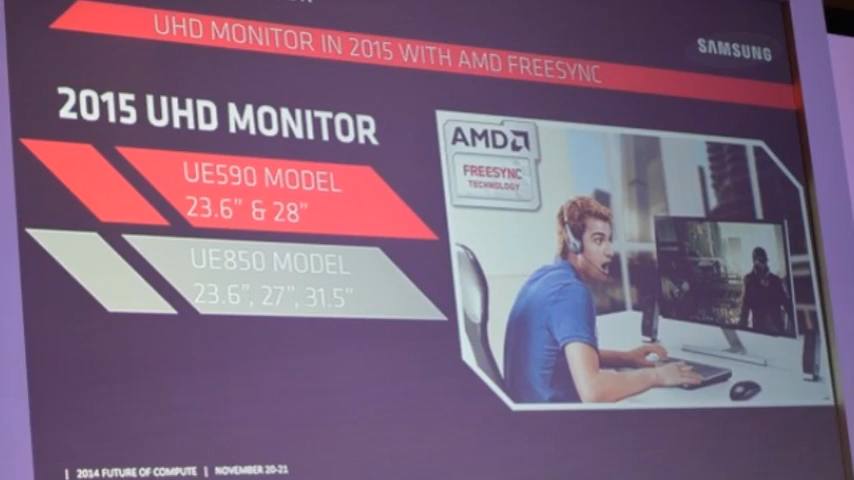 UHD MONITOR IN 2015 WITH AMD FREESYNC
SAMSUNG
2015 UHD MONITOR
UE590 MODEL
23.6" & 28"
UE850 MODEL
23.6", 27", 31.5"
AMD
FREESYNC
TECHNOLOGY
| 2014 FUTURE OF COMPUTE | NOVEMBER 20-21